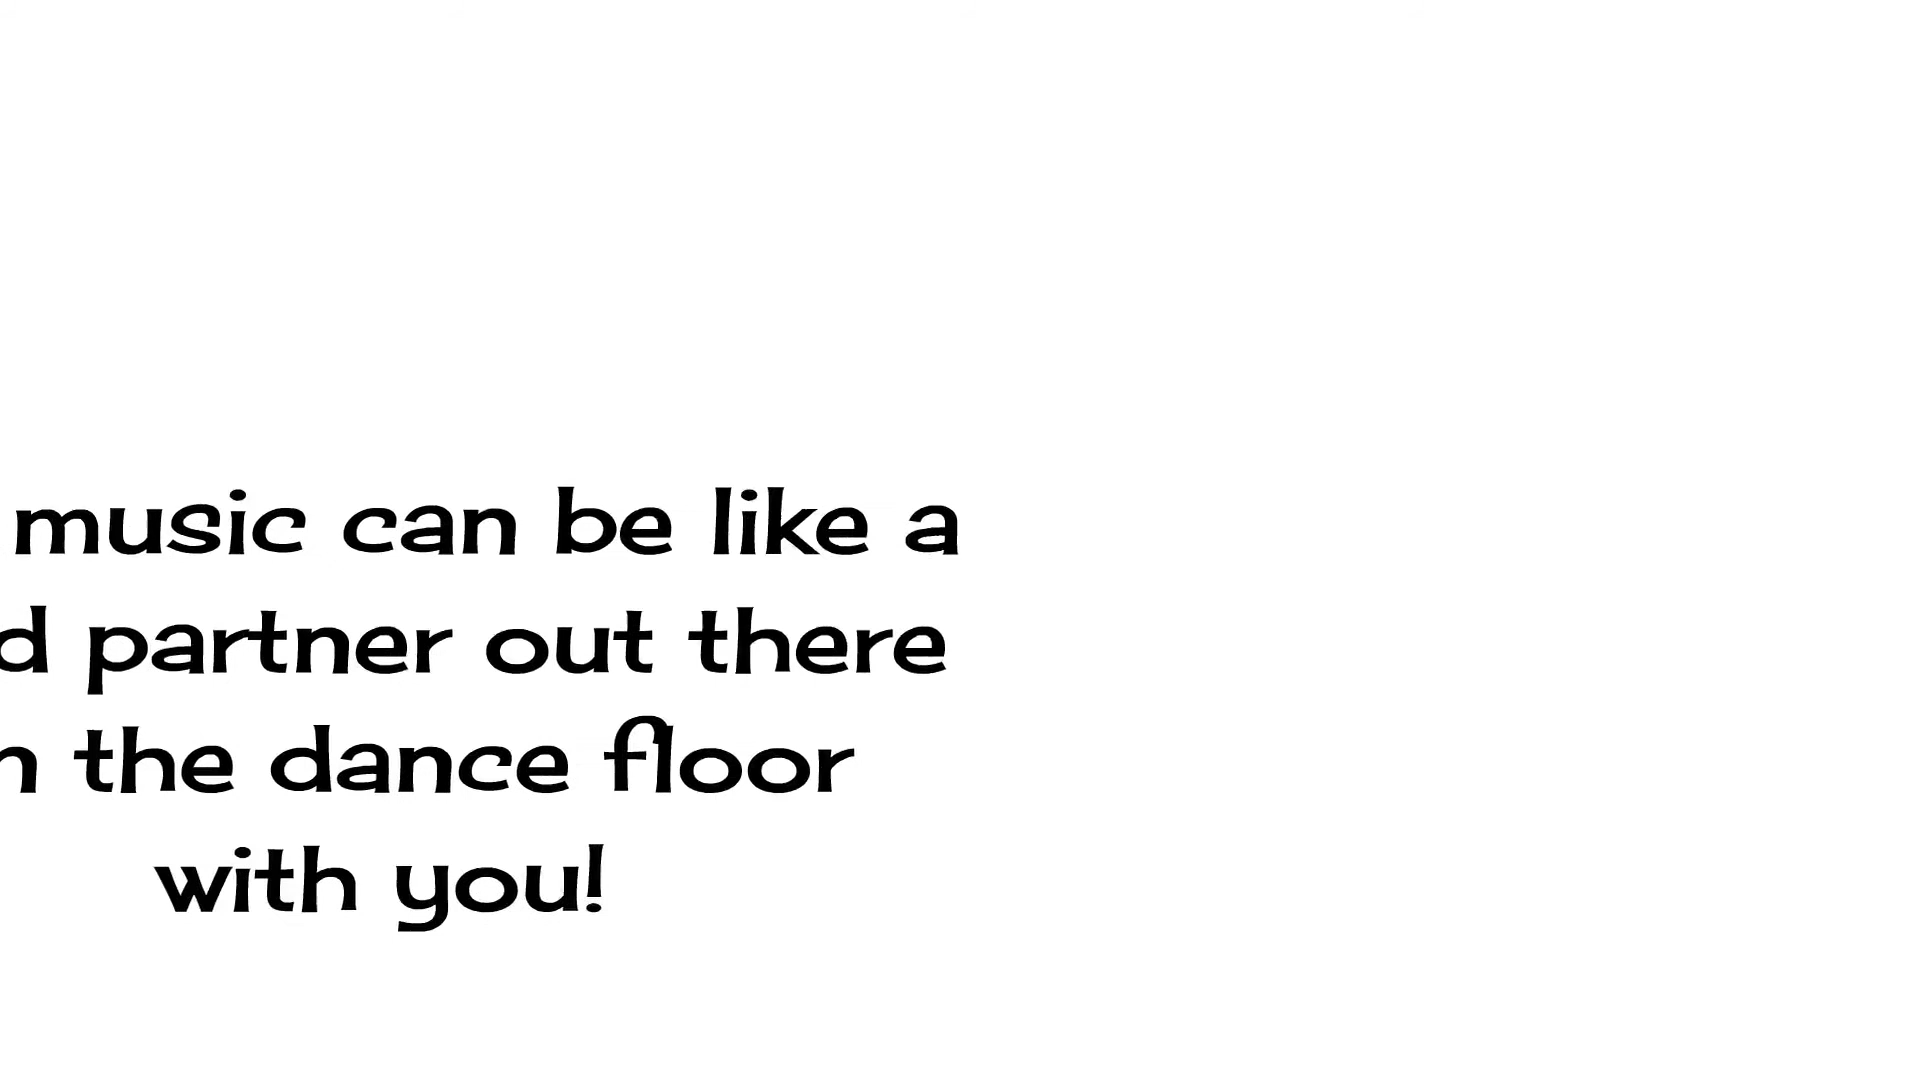 music can be like a
partner out there
the dance floor
with you!